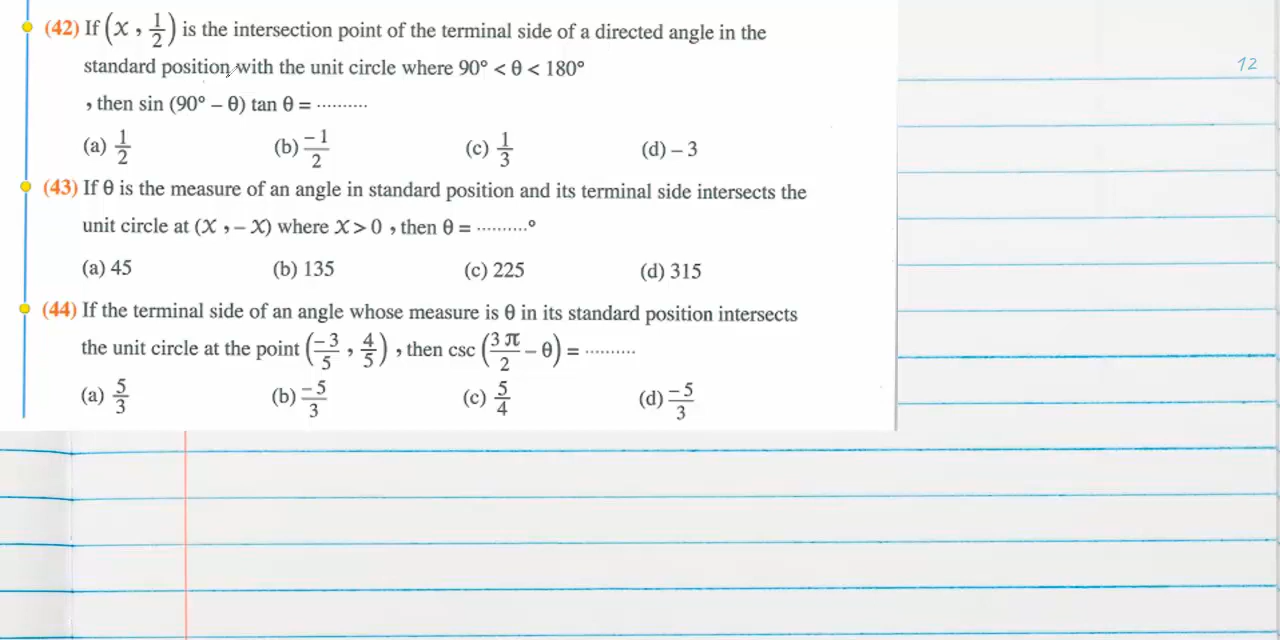 (42) If (x , 1/2) is the intersection point of the terminal side of a directed angle in the
standard position with the unit circle where 90° < θ < 180°
, then sin (90° – θ) tan θ = ··········
(a) 1/2 (b) –1/2 (c) 1/3 (d) – 3
(43) If θ is the measure of an angle in standard position and its terminal side intersects the
unit circle at (x , – x) where x > 0 , then θ = ··········°
(a) 45 (b) 135 (c) 225 (d) 315
(44) If the terminal side of an angle whose measure is θ in its standard position intersects
the unit circle at the point (–3/5 , 4/5) , then csc (3π/2 – θ) = ··········
(a) 5/3 (b) –5/3 (c) 5/4 (d) –5/3
12